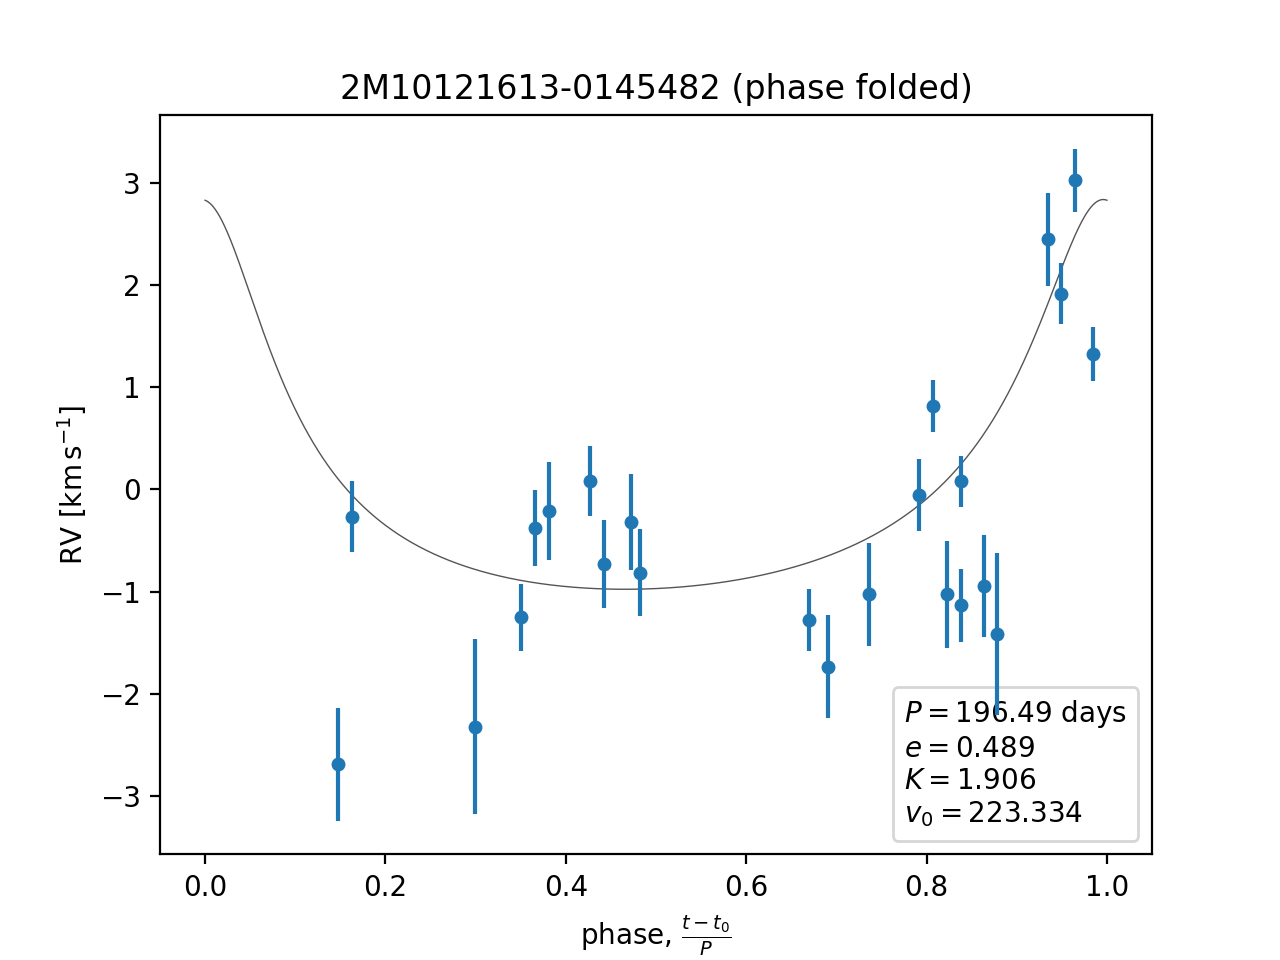 2M10121613-0145482 (phase folded)
3
2
1
0
−1
−2
−3
RV [km s⁻¹]
P = 196.49 days
e = 0.489
K = 1.906
v₀ = 223.334
0.0 0.2 0.4 0.6 0.8 1.0
phase, (t − t₀)/P